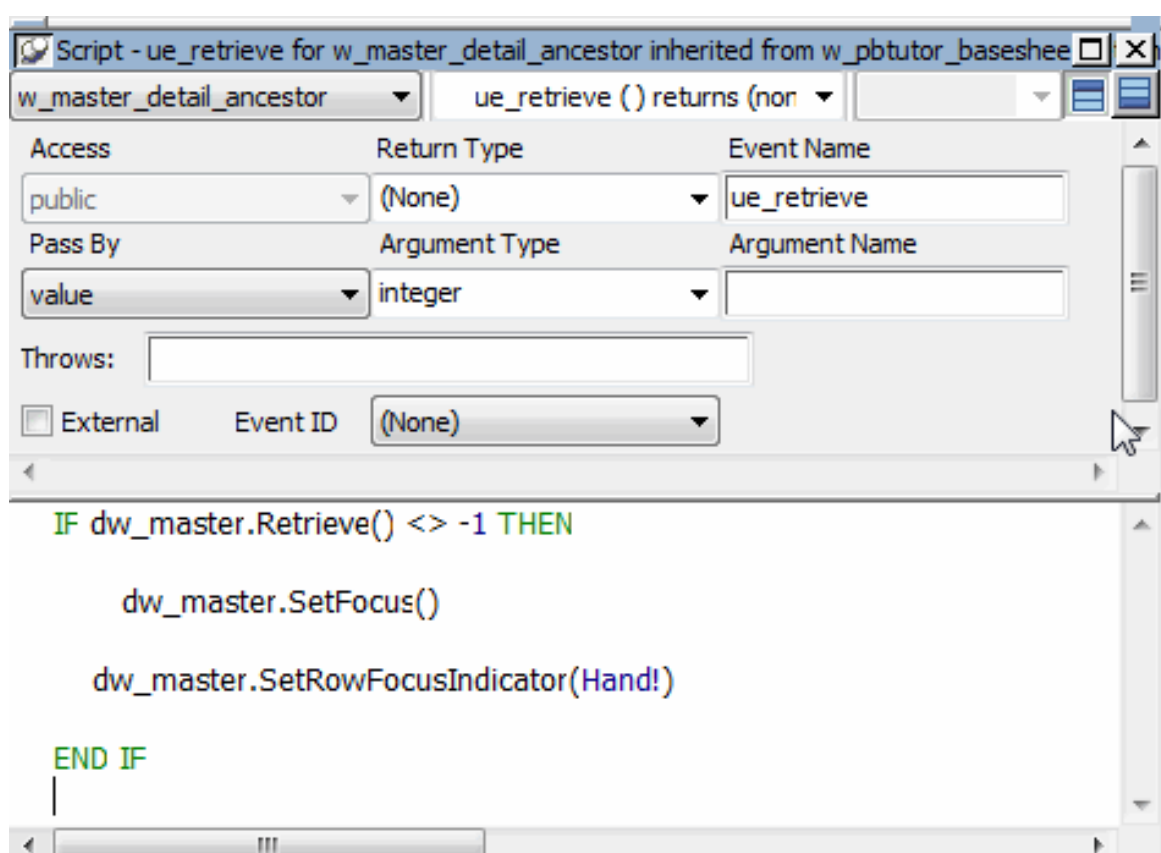 Script - ue_retrieve for w_master_detail_ancestor inherited from w_pbtutor_baseshee
w_master_detail_ancestor ue_retrieve ( ) returns (non
Access Return Type Event Name
public (None) ue_retrieve
Pass By Argument Type Argument Name
value integer
Throws:
External Event ID (None)
IF dw_master.Retrieve() <> -1 THEN
dw_master.SetFocus()
dw_master.SetRowFocusIndicator(Hand!)
END IF